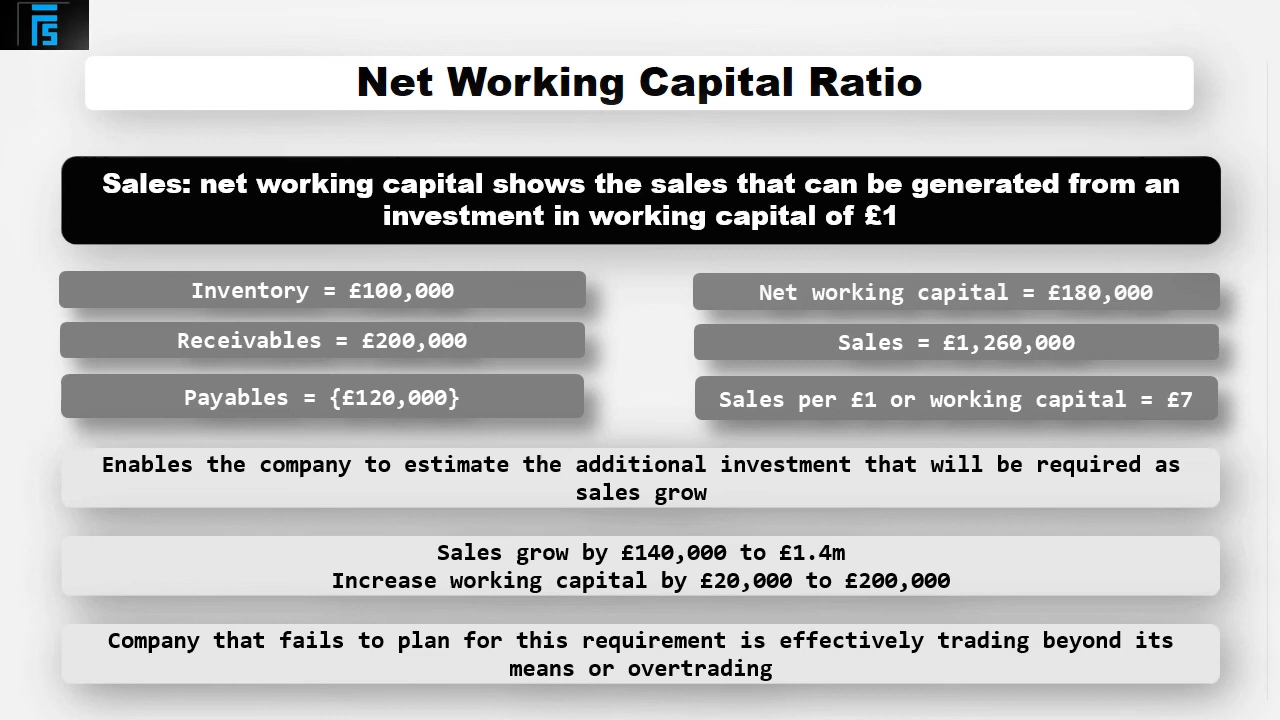 Net Working Capital Ratio
Sales: net working capital shows the sales that can be generated from an
investment in working capital of £1
Inventory = £100,000
Receivables = £200,000
Payables = {£120,000}
Net working capital = £180,000
Sales = £1,260,000
Sales per £1 or working capital = £7
Enables the company to estimate the additional investment that will be required as
sales grow
Sales grow by £140,000 to £1.4m
Increase working capital by £20,000 to £200,000
Company that fails to plan for this requirement is effectively trading beyond its
means or overtrading